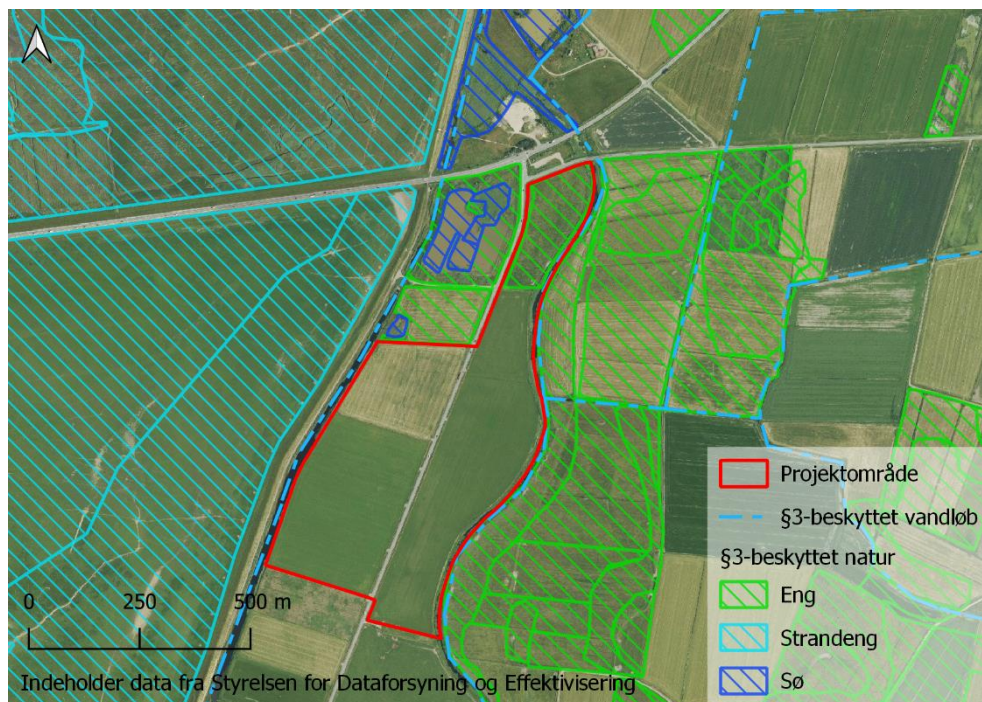 Projektområde
§3-beskyttet vandløb
§3-beskyttet natur
Eng
Strandeng
Sø
0 250 500 m
Indeholder data fra Styrelsen for Dataforsyning og Effektivisering